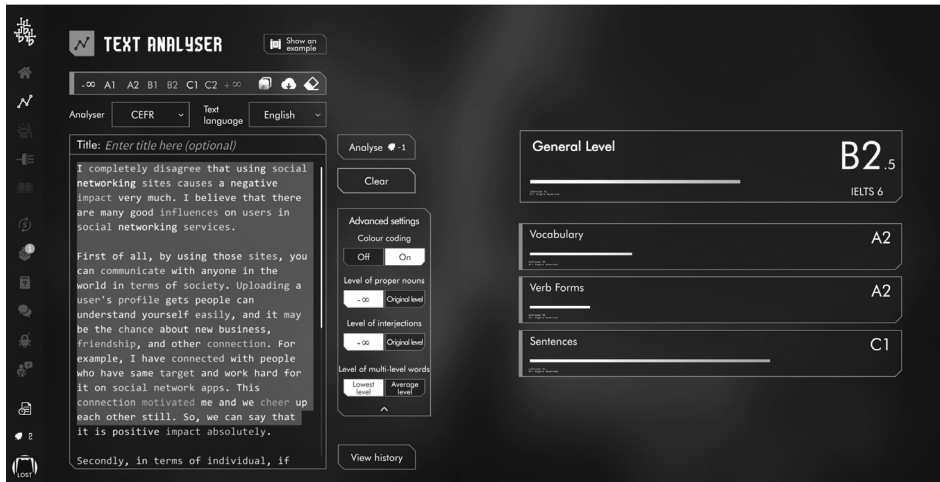 TEXT ANALYSER
Show an
example
-∞ A1 A2 B1 B2 C1 C2 +∞
Analyser
CEFR
Text
language
English
Title: Enter title here (optional)
I completely disagree that using social
networking sites causes a negative
impact very much. I believe that there
are many good influences on users in
social networking services.
First of all, by using those sites, you
can communicate with anyone in the
world in terms of society. Uploading a
user's profile gets people can
understand yourself easily, and it may
be the chance about new business,
friendship, and other connection. For
example, I have connected with people
who have same target and work hard for
it on social network apps. This
connection motivated me and we cheer up
each other still. So, we can say that
it is positive impact absolutely.
Secondly, in terms of individual, if
Analyse -1
Clear
Advanced settings
Colour coding
Off On
Level of proper nouns
-∞ Original level
Level of interjections
-∞ Original level
Level of multi-level words
Lowest
level
Average
level
View history
General Level
B2.5
IELTS 6
Vocabulary
A2
Verb Forms
A2
Sentences
C1
1
2
LOST